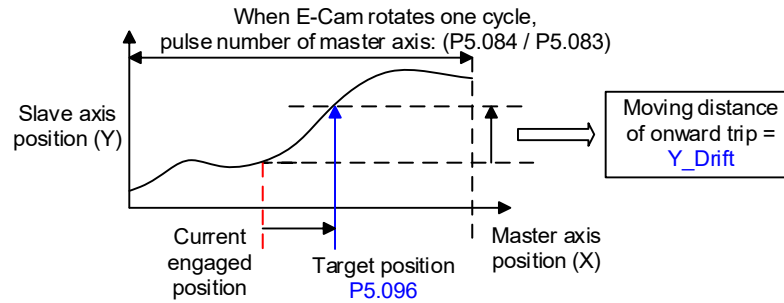 When E-Cam rotates one cycle,
pulse number of master axis: (P5.084 / P5.083)
Slave axis
position (Y)
Moving distance
of onward trip =
Y_Drift
Current
engaged
position
Target position
P5.096
Master axis
position (X)